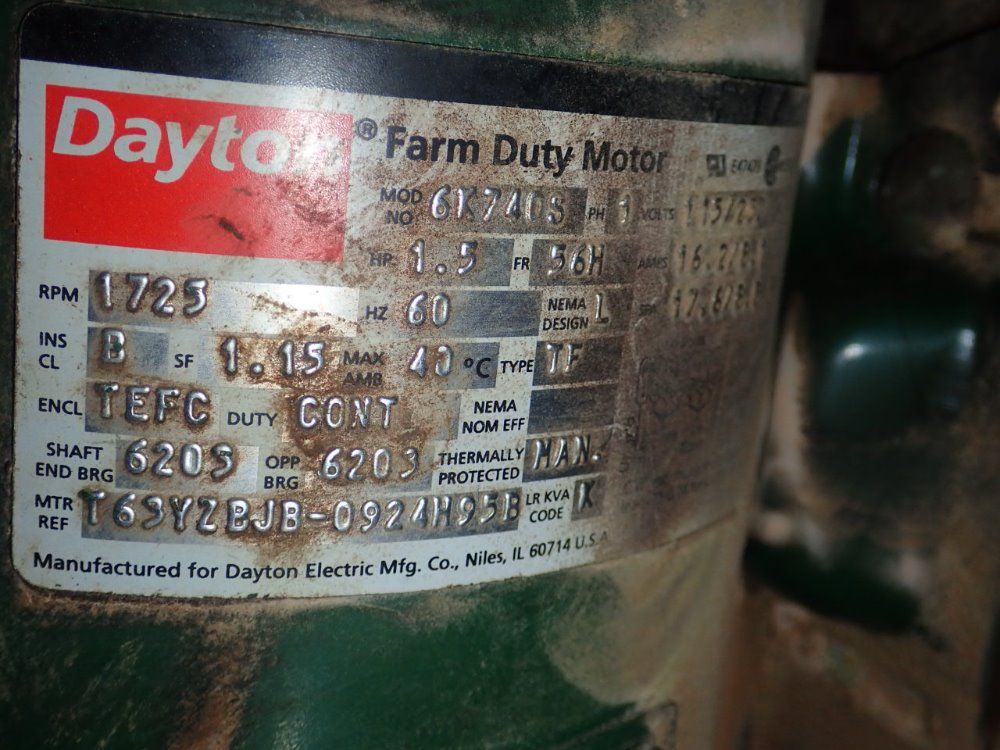 Dayton® Farm Duty Motor
MOD NO 6K740S PH 1 VOLTS
HP 1.5 FR 56H AMPS
RPM 1725 HZ 60 NEMA DESIGN L
INS CL B SF 1.15 MAX AMB 40 °C TYPE TF
ENCL TEFC DUTY CONT NEMA NOM EFF
SHAFT END BRG 6205 OPP BRG 6203 THERMALLY PROTECTED MAN.
MTR REF T63YZBJB-0924H95B LR KVA CODE K
Manufactured for Dayton Electric Mfg. Co., Niles, IL 60714 U.S.A